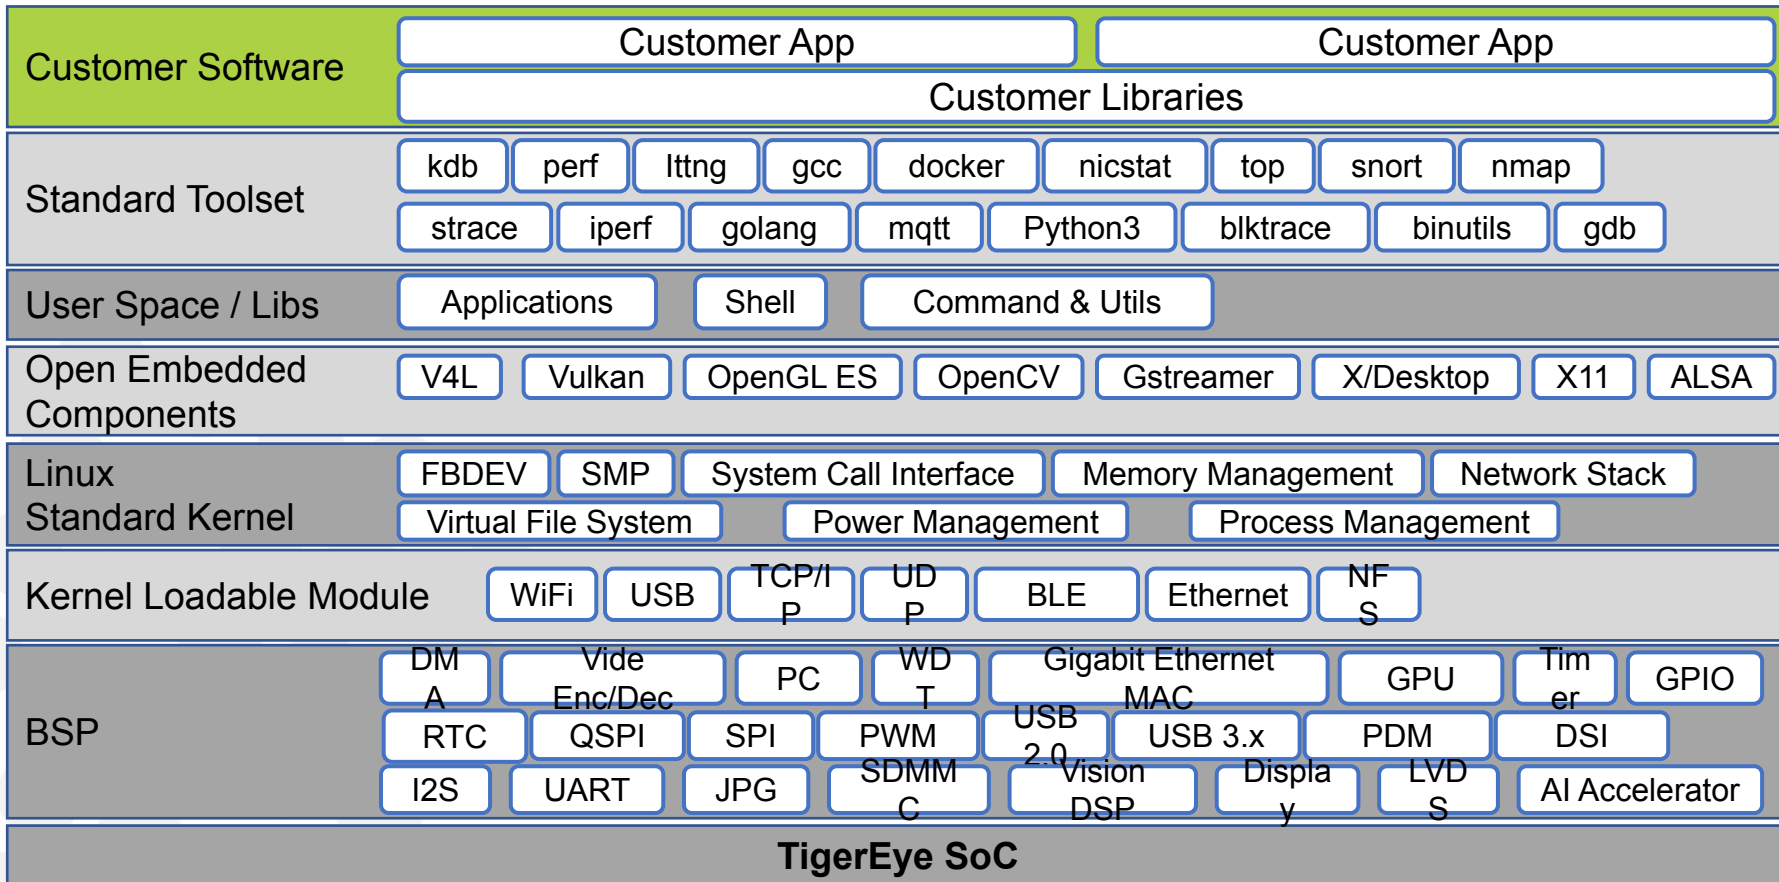 Customer Software
Customer App
Customer App
Customer Libraries
Standard Toolset
kdb
perf
lttng
gcc
docker
nicstat
top
snort
nmap
strace
iperf
golang
mqtt
Python3
blktrace
binutils
gdb
User Space / Libs
Applications
Shell
Command & Utils
Open Embedded
Components
V4L
Vulkan
OpenGL ES
OpenCV
Gstreamer
X/Desktop
X11
ALSA
Linux
Standard Kernel
FBDEV
SMP
System Call Interface
Memory Management
Network Stack
Virtual File System
Power Management
Process Management
Kernel Loadable Module
WiFi
USB
TCP/I
P
UD
P
BLE
Ethernet
NF
S
BSP
DM
A
Vide
Enc/Dec
PC
WD
T
Gigabit Ethernet
MAC
GPU
Tim
er
GPIO
RTC
QSPI
SPI
PWM
USB
2.0
USB 3.x
PDM
DSI
I2S
UART
JPG
SDMM
C
Vision
DSP
Displa
y
LVD
S
AI Accelerator
TigerEye SoC